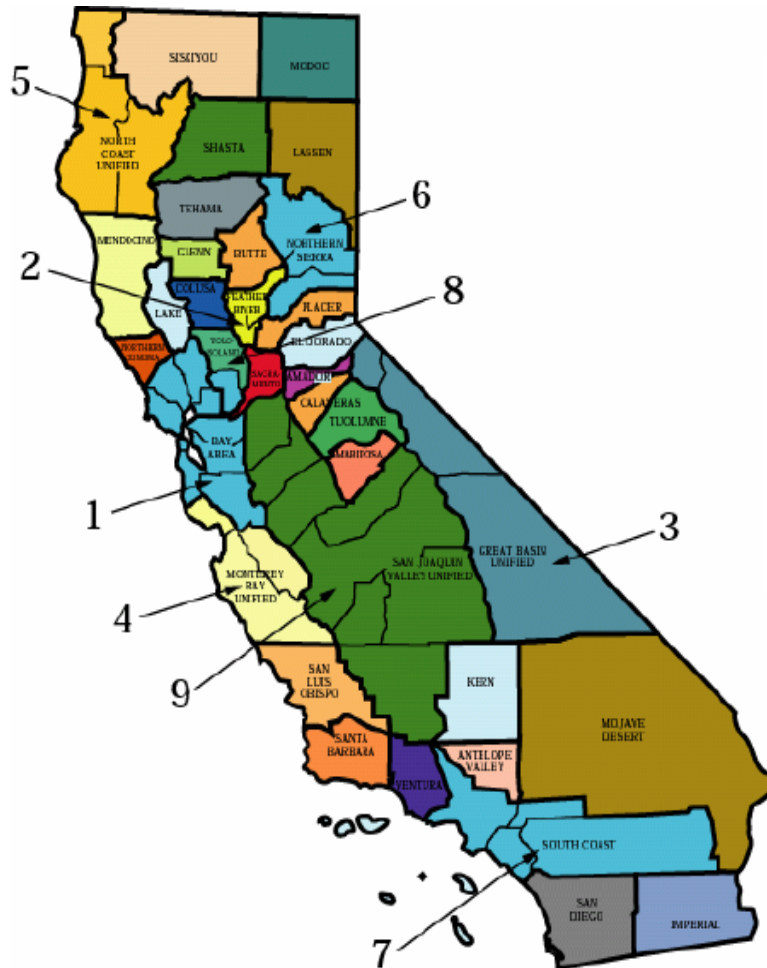 SISKIYOU
MODOC
5
NORTH
COAST
UNIFIED
SHASTA
LASSEN
TEHAMA
6
MENDOCINO
GLENN
BUTTE
NORTHERN
SIERRA
2
COLUSA
FEATHER
RIVER
8
LAKE
PLACER
YOLO-
SOLANO
EL DORADO
NORTHERN
SONOMA
SACRA-
MENTO
AMADOR
CALAVERAS
TUOLUMNE
BAY
AREA
MARIPOSA
1
3
GREAT BASIN
UNIFIED
SAN JOAQUIN
VALLEY UNIFIED
MONTEREY
BAY
UNIFIED
4
9
SAN
LUIS
OBISPO
KERN
MOJAVE
DESERT
SANTA
BARBARA
ANTELOPE
VALLEY
VENTURA
SOUTH COAST
7
SAN
DIEGO
IMPERIAL